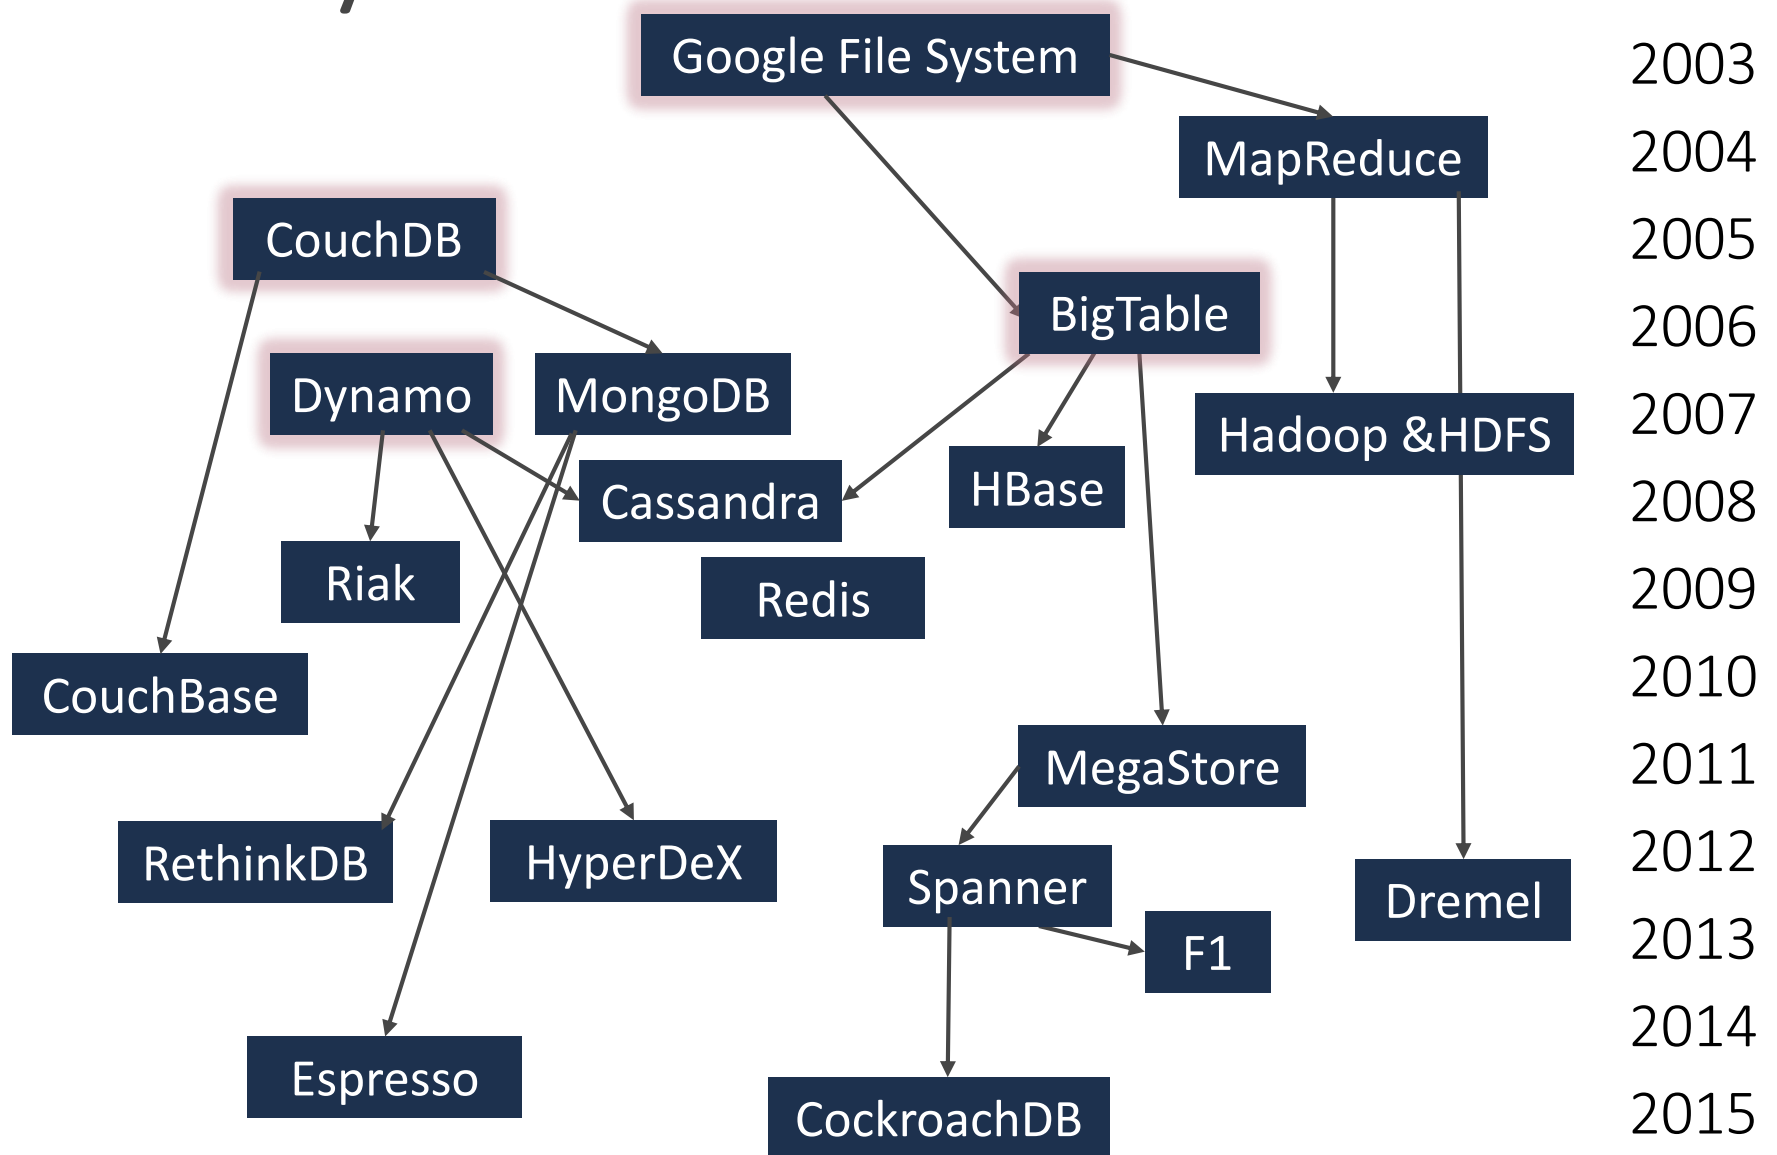 Google File System
2003
MapReduce
2004
CouchDB
2005
BigTable
2006
Dynamo
MongoDB
2007
Hadoop &HDFS
Cassandra
HBase
2008
Riak
Redis
2009
CouchBase
2010
MegaStore
2011
RethinkDB
HyperDeX
2012
Spanner
Dremel
2013
F1
2014
Espresso
CockroachDB
2015